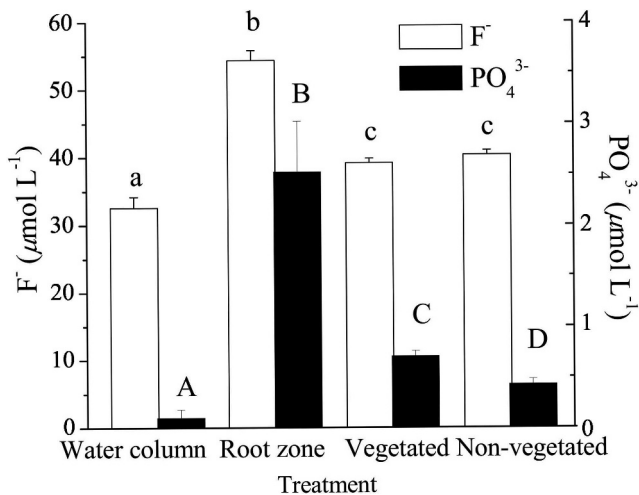 F⁻
PO₄³⁻
F⁻ (μmol L⁻¹)
60
50
40
30
20
10
0
PO₄³⁻ (μmol L⁻¹)
4
3
2
1
0
a
b
c
c
A
B
C
D
Water column Root zone Vegetated Non-vegetated
Treatment